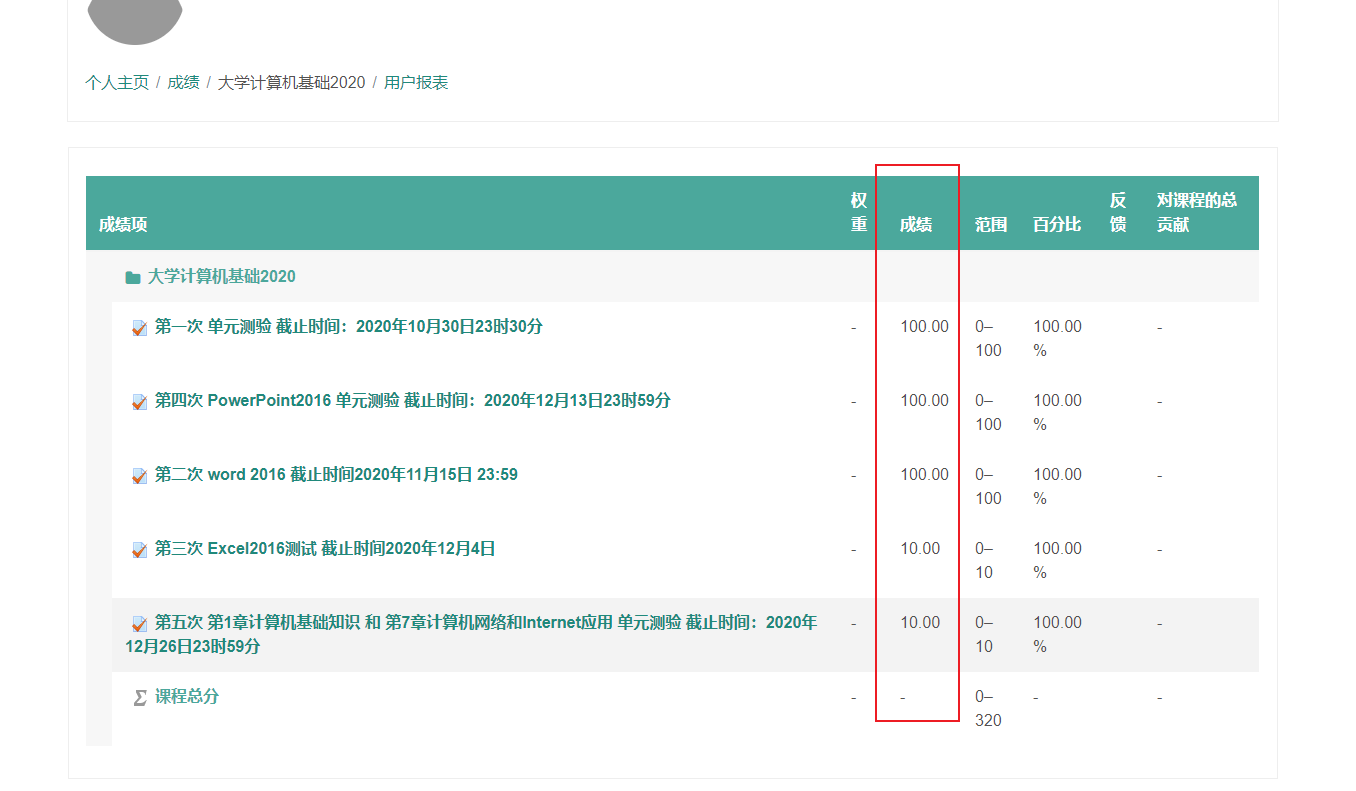 个人主页 / 成绩 / 大学计算机基础2020 / 用户报表
成绩项 权重 成绩 范围 百分比 反馈 对课程的总贡献
大学计算机基础2020
第一次 单元测验 截止时间：2020年10月30日23时30分 - 100.00 0–100 100.00 % -
第四次 PowerPoint2016 单元测验 截止时间：2020年12月13日23时59分 - 100.00 0–100 100.00 % -
第二次 word 2016 截止时间2020年11月15日 23:59 - 100.00 0–100 100.00 % -
第三次 Excel2016测试 截止时间2020年12月4日 - 10.00 0–10 100.00 % -
第五次 第1章计算机基础知识 和 第7章计算机网络和Internet应用 单元测验 截止时间：2020年
12月26日23时59分 - 10.00 0–10 100.00 % -
课程总分 - - 0–320 - -